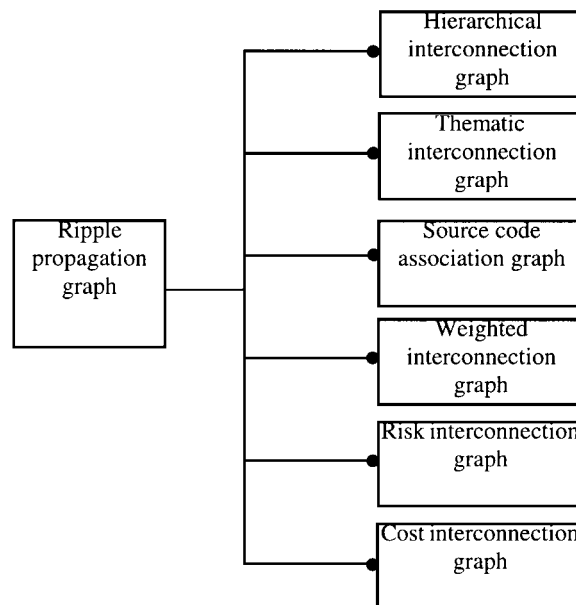 Hierarchical
interconnection
graph
Thematic
interconnection
graph
Ripple
propagation
graph
Source code
association graph
Weighted
interconnection
graph
Risk interconnection
graph
Cost interconnection
graph